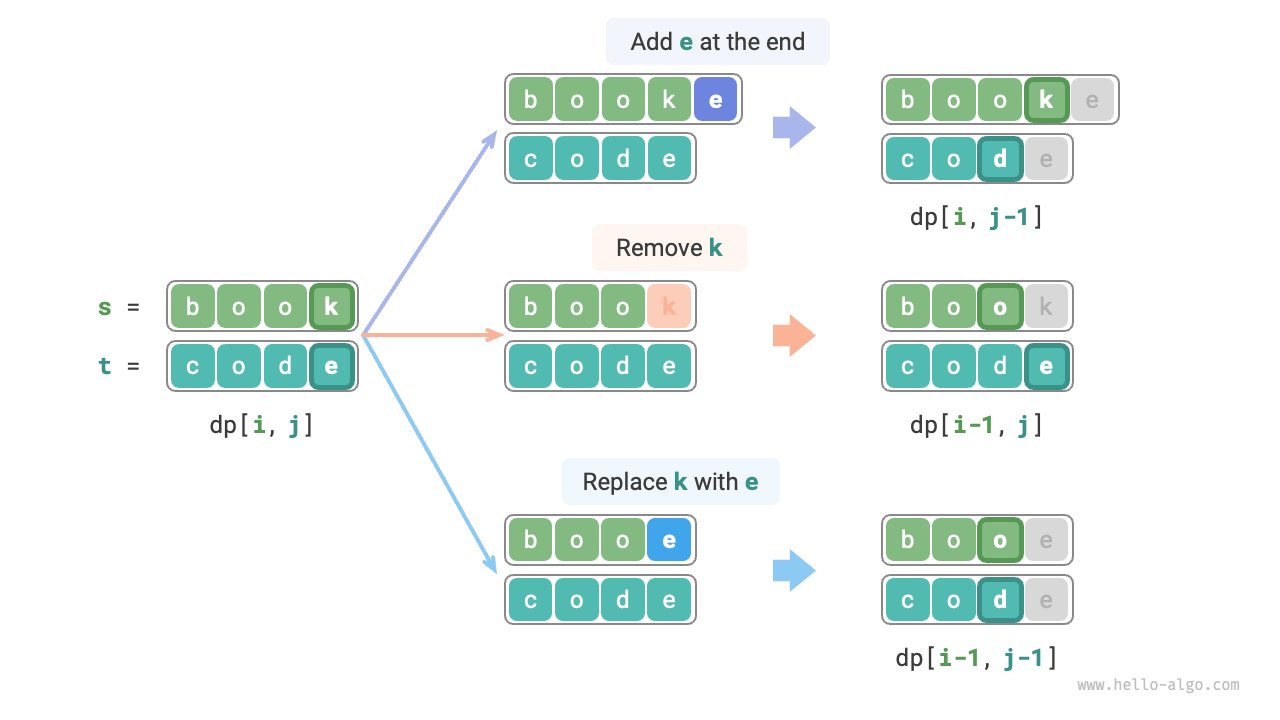 Add e at the end
b o o k e
c o d e
b o o k e
c o d e
dp[i, j-1]
Remove k
s = b o o k
t = c o d e
dp[i, j]
b o o k
c o d e
b o o k
c o d e
dp[i-1, j]
Replace k with e
b o o e
c o d e
b o o e
c o d e
dp[i-1, j-1]
www.hello-algo.com